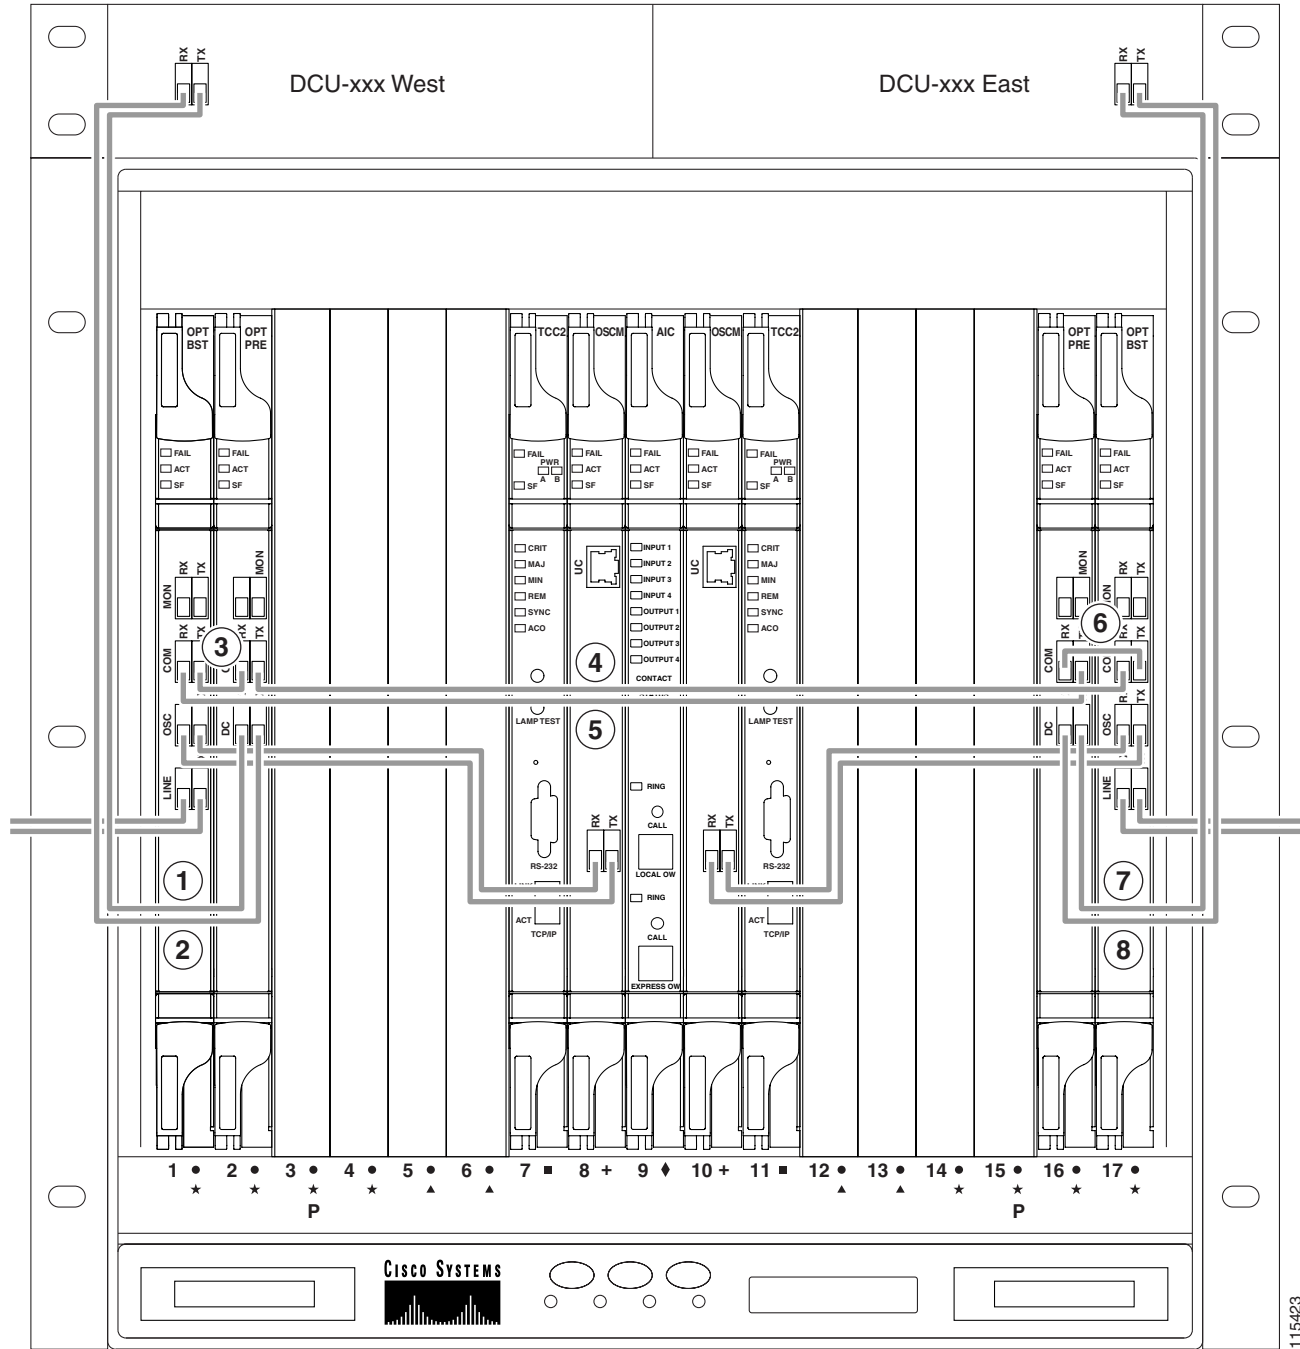 RX TX
DCU-xxx West
DCU-xxx East
RX TX
OPT BST
OPT PRE
TCC2
OSCM
AIC
OSCM
TCC2
OPT PRE
OPT BST
FAIL
ACT
SF
FAIL
ACT
SF
FAIL
PWR
A B
SF
FAIL
ACT
SF
FAIL
ACT
SF
FAIL
ACT
SF
FAIL
PWR
A B
SF
FAIL
ACT
SF
FAIL
ACT
SF
MON
RX TX
MON
COM
RX
RX TX
OSC
DC
LINE
3
1
2
CRIT
MAJ
MIN
REM
SYNC
ACO
LAMP TEST
RS-232
ACT
TCP/IP
UC
4
5
RX TX
INPUT 1
INPUT 2
INPUT 3
INPUT 4
OUTPUT 1
OUTPUT 2
OUTPUT 3
OUTPUT 4
CONTACT
RING
CALL
LOCAL OW
RING
CALL
EXPRESS OW
UC
RX TX
CRIT
MAJ
MIN
REM
SYNC
ACO
LAMP TEST
RS-232
ACT
TCP/IP
MON
RX
COM
DC
RX TX
6
OSC
TX
LINE
7
8
1 2 3 4 5 6 7 8 + 9 10 + 11 12 13 14 15 16 17
P P
CISCO SYSTEMS
115423